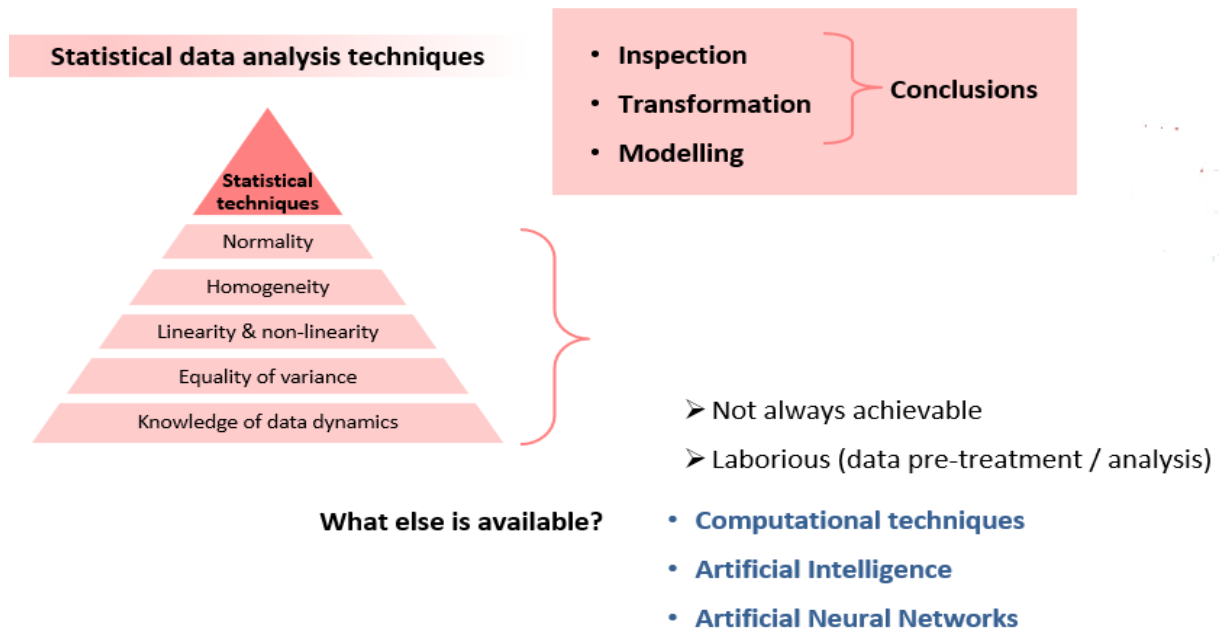 Statistical data analysis techniques
• Inspection
• Transformation
• Modelling
Conclusions
Statistical
techniques
Normality
Homogeneity
Linearity & non-linearity
Equality of variance
Knowledge of data dynamics
➢ Not always achievable
➢ Laborious (data pre-treatment / analysis)
What else is available?
• Computational techniques
• Artificial Intelligence
• Artificial Neural Networks